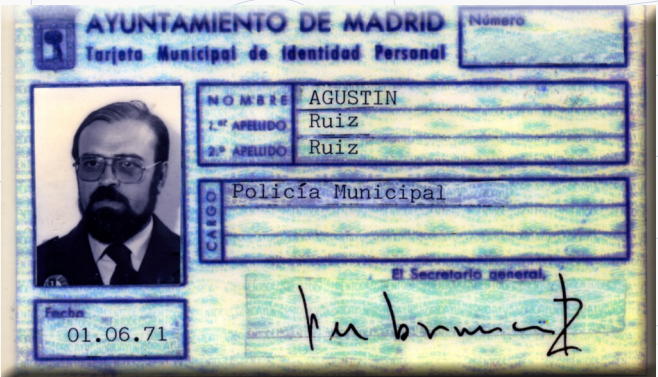 AYUNTAMIENTO DE MADRID
Tarjeta Municipal de Identidad Personal
Número
NOMBRE AGUSTIN
1.er APELLIDO Ruiz
2.º APELLIDO Ruiz
CARGO Policía Municipal
El Secretario general,
Fecha
01.06.71